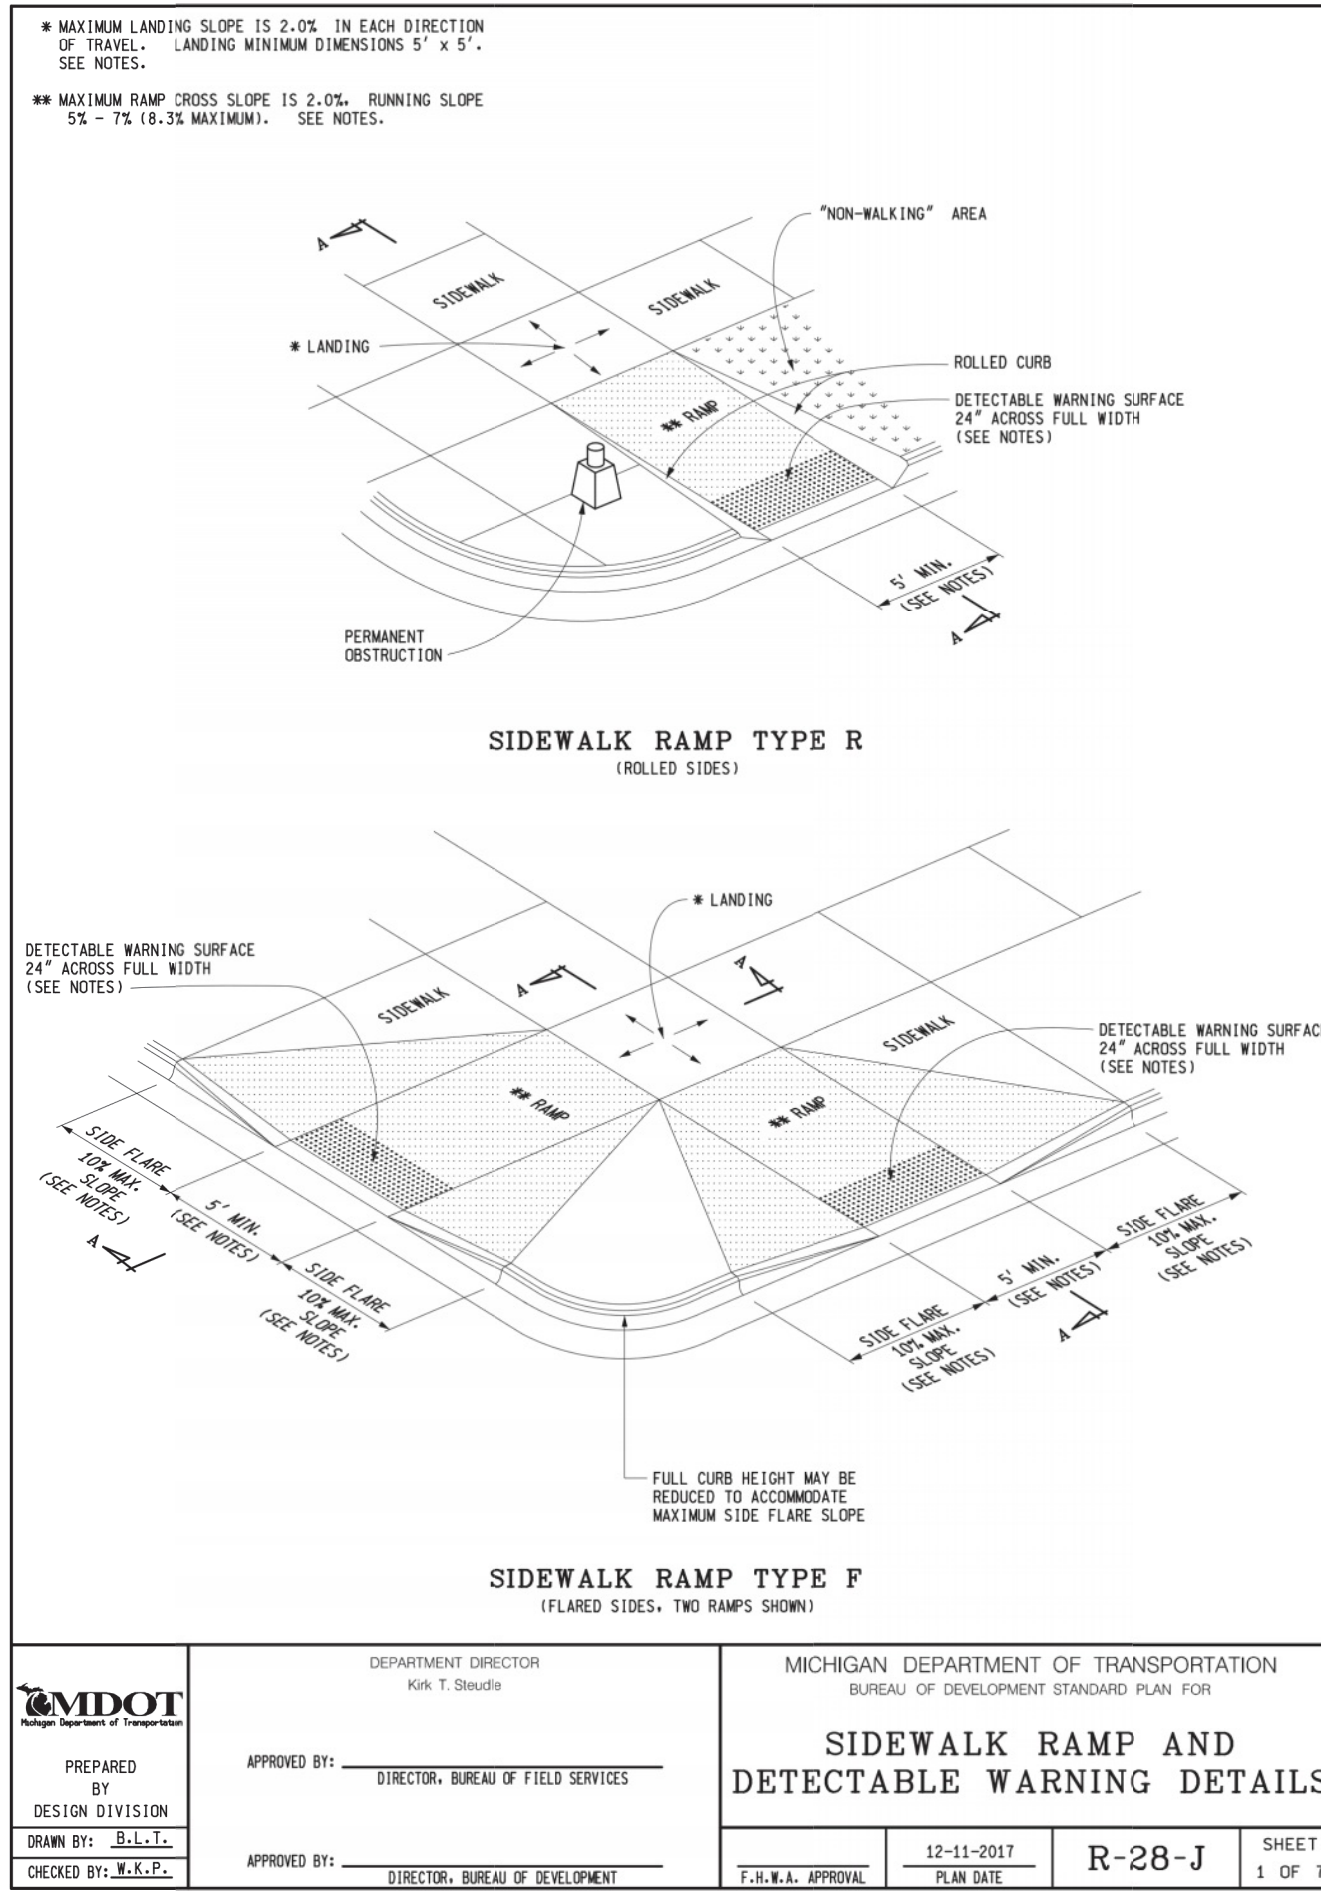 * MAXIMUM LANDING SLOPE IS 2.0% IN EACH DIRECTION
OF TRAVEL. LANDING MINIMUM DIMENSIONS 5' x 5'.
SEE NOTES.
** MAXIMUM RAMP CROSS SLOPE IS 2.0%. RUNNING SLOPE
5% - 7% (8.3% MAXIMUM). SEE NOTES.
"NON-WALKING" AREA
A
SIDEWALK
SIDEWALK
* LANDING
ROLLED CURB
DETECTABLE WARNING SURFACE
24" ACROSS FULL WIDTH
(SEE NOTES)
** RAMP
5' MIN.
(SEE NOTES)
A
PERMANENT
OBSTRUCTION
SIDEWALK RAMP TYPE R
(ROLLED SIDES)
* LANDING
DETECTABLE WARNING SURFACE
24" ACROSS FULL WIDTH
(SEE NOTES)
A
A
SIDEWALK
SIDEWALK
DETECTABLE WARNING SURFAC
24" ACROSS FULL WIDTH
(SEE NOTES)
** RAMP
** RAMP
SIDE FLARE
10% MAX.
SLOPE
(SEE NOTES)
5' MIN.
(SEE NOTES)
A
SIDE FLARE
10% MAX.
SLOPE
(SEE NOTES)
SIDE FLARE
10% MAX.
SLOPE
(SEE NOTES)
5' MIN.
(SEE NOTES)
A
SIDE FLARE
10% MAX.
SLOPE
(SEE NOTES)
FULL CURB HEIGHT MAY BE
REDUCED TO ACCOMMODATE
MAXIMUM SIDE FLARE SLOPE
SIDEWALK RAMP TYPE F
(FLARED SIDES, TWO RAMPS SHOWN)
MDOT
Michigan Department of Transportation
PREPARED
BY
DESIGN DIVISION
DRAWN BY: B.L.T.
CHECKED BY: W.K.P.
DEPARTMENT DIRECTOR
Kirk T. Steudle
APPROVED BY:
DIRECTOR, BUREAU OF FIELD SERVICES
APPROVED BY:
DIRECTOR, BUREAU OF DEVELOPMENT
MICHIGAN DEPARTMENT OF TRANSPORTATION
BUREAU OF DEVELOPMENT STANDARD PLAN FOR
SIDEWALK RAMP AND
DETECTABLE WARNING DETAILS
F.H.W.A. APPROVAL
12-11-2017
PLAN DATE
R-28-J
SHEET
1 OF 7